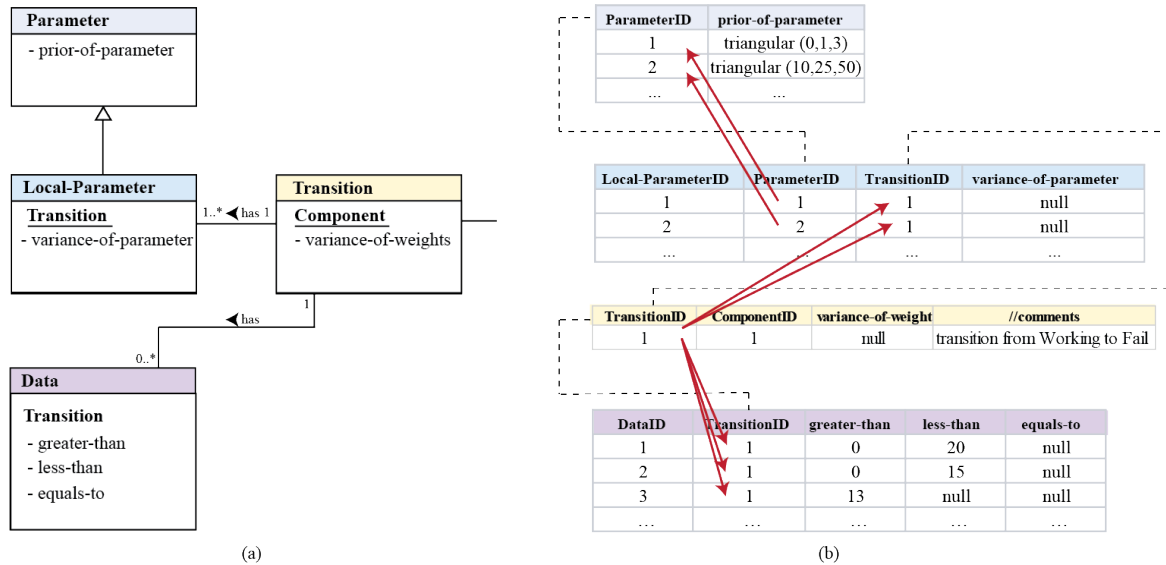 Parameter
- prior-of-parameter
Local-Parameter
Transition
- variance-of-parameter
1..* has 1
Transition
Component
- variance-of-weights
1
has
0..*
Data
Transition
- greater-than
- less-than
- equals-to
(a)
ParameterID prior-of-parameter
1 triangular (0,1,3)
2 triangular (10,25,50)
... ...
Local-ParameterID ParameterID TransitionID variance-of-parameter
1 1 1 null
2 2 1 null
... ... ... ...
TransitionID ComponentID variance-of-weight //comments
1 1 null transition from Working to Fail
DataID TransitionID greater-than less-than equals-to
1 1 0 20 null
2 1 0 15 null
3 1 13 null null
... ... ... ... ...
(b)